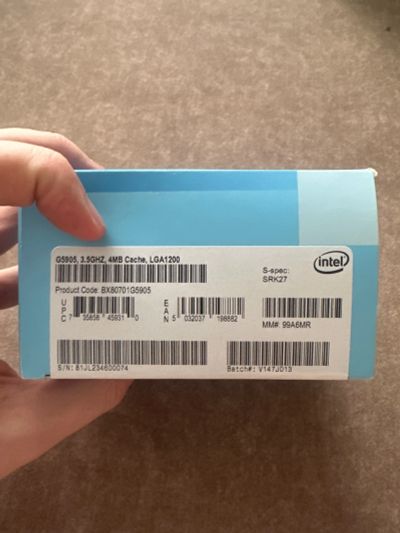 G5905, 3.5GHZ, 4MB Cache, LGA1200
intel
S-spec:
SRK27
Product Code: BX80701G5905
UPC 7 35858 45931 0
EAN 5 032037 198882
MM#: 99A6MR
S/N: 81JL234600074
Batch#: V147J013